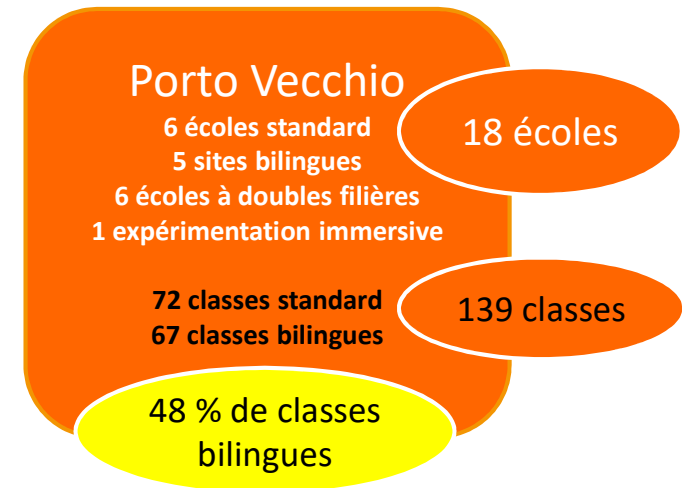 Porto Vecchio
6 écoles standard
5 sites bilingues
6 écoles à doubles filières
1 expérimentation immersive
18 écoles
72 classes standard
67 classes bilingues
139 classes
48 % de classes
bilingues